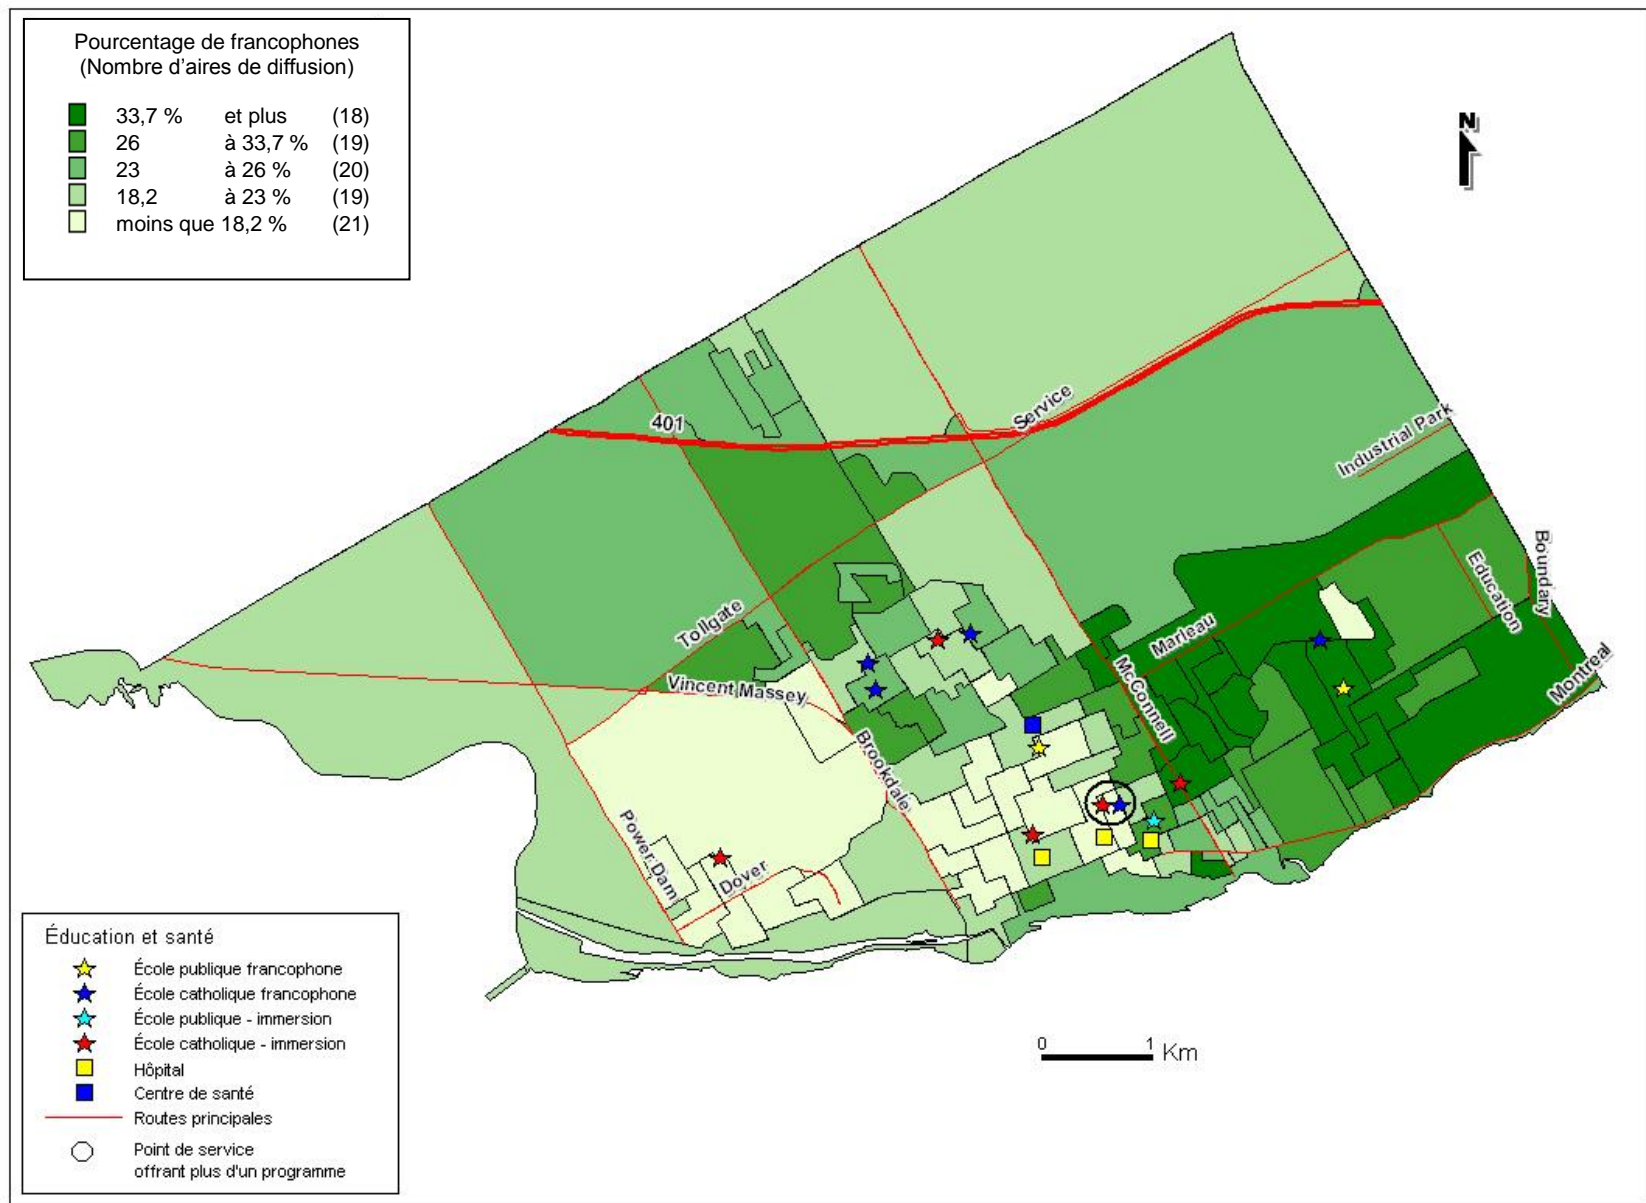 Pourcentage de francophones
(Nombre d'aires de diffusion)
33,7 % et plus (18)
26 à 33,7 % (19)
23 à 26 % (20)
18,2 à 23 % (19)
moins que 18,2 % (21)
N
401
Service
Industrial Park
Boundary
Education
Tollgate
Marleau
McConnell
Montreal
Vincent Massey
Brookdale
Power Dam
Dover
Éducation et santé
École publique francophone
École catholique francophone
École publique - immersion
École catholique - immersion
Hôpital
Centre de santé
Routes principales
Point de service
offrant plus d'un programme
0 1 Km